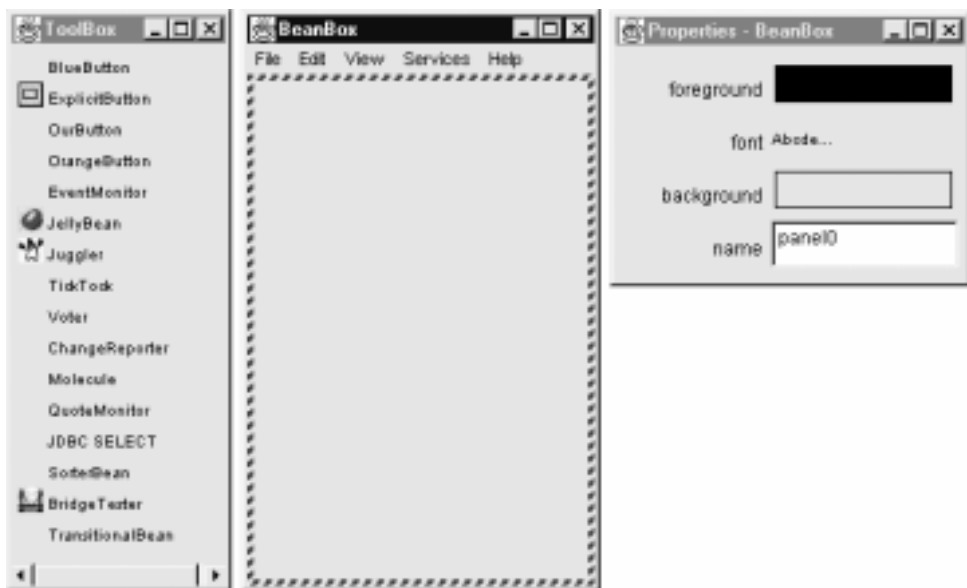 ToolBox
BlueButton
ExplicitButton
OurButton
OrangeButton
EventMonitor
JellyBean
Juggler
TickTock
Voter
ChangeReporter
Molecule
QuoteMonitor
JDBC SELECT
SorterBean
BridgeTester
TransitionalBean
BeanBox
File Edit View Services Help
Properties - BeanBox
foreground
font Abcde...
background
name panel0